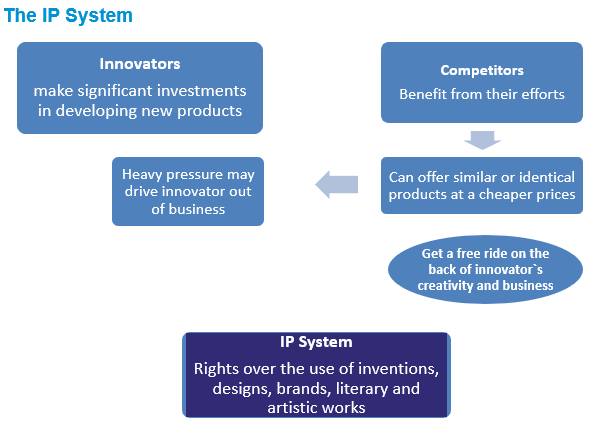 The IP System
Innovators
make significant investments
in developing new products
Competitors
Benefit from their efforts
Can offer similar or identical
products at a cheaper prices
Heavy pressure may
drive innovator out
of business
Get a free ride on the
back of innovator`s
creativity and business
IP System
Rights over the use of inventions,
designs, brands, literary and
artistic works